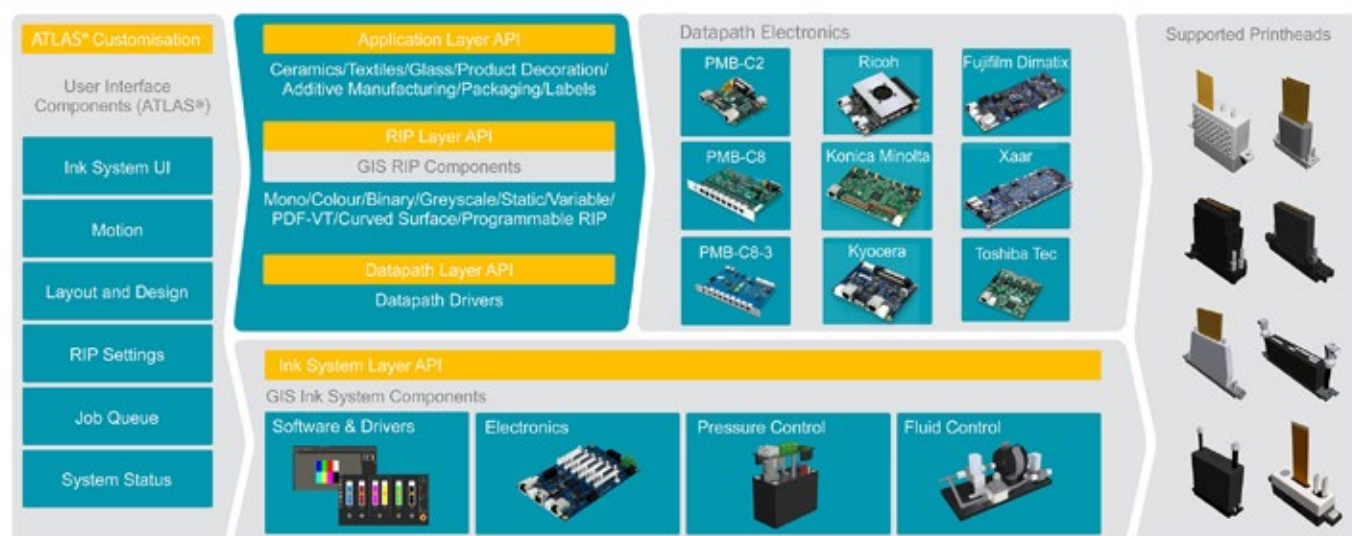 ATLAS® Customisation
User Interface
Components (ATLAS®)
Ink System UI
Motion
Layout and Design
RIP Settings
Job Queue
System Status
Application Layer API
Ceramics/Textiles/Glass/Product Decoration/
Additive Manufacturing/Packaging/Labels
RIP Layer API
GIS RIP Components
Mono/Colour/Binary/Greyscale/Static/Variable/
PDF-VT/Curved Surface/Programmable RIP
Datapath Layer API
Datapath Drivers
Datapath Electronics
PMB-C2
Ricoh
Fujifilm Dimatix
PMB-C8
Konica Minolta
Xaar
PMB-C8-3
Kyocera
Toshiba Tec
Ink System Layer API
GIS Ink System Components
Software & Drivers
Electronics
Pressure Control
Fluid Control
Supported Printheads